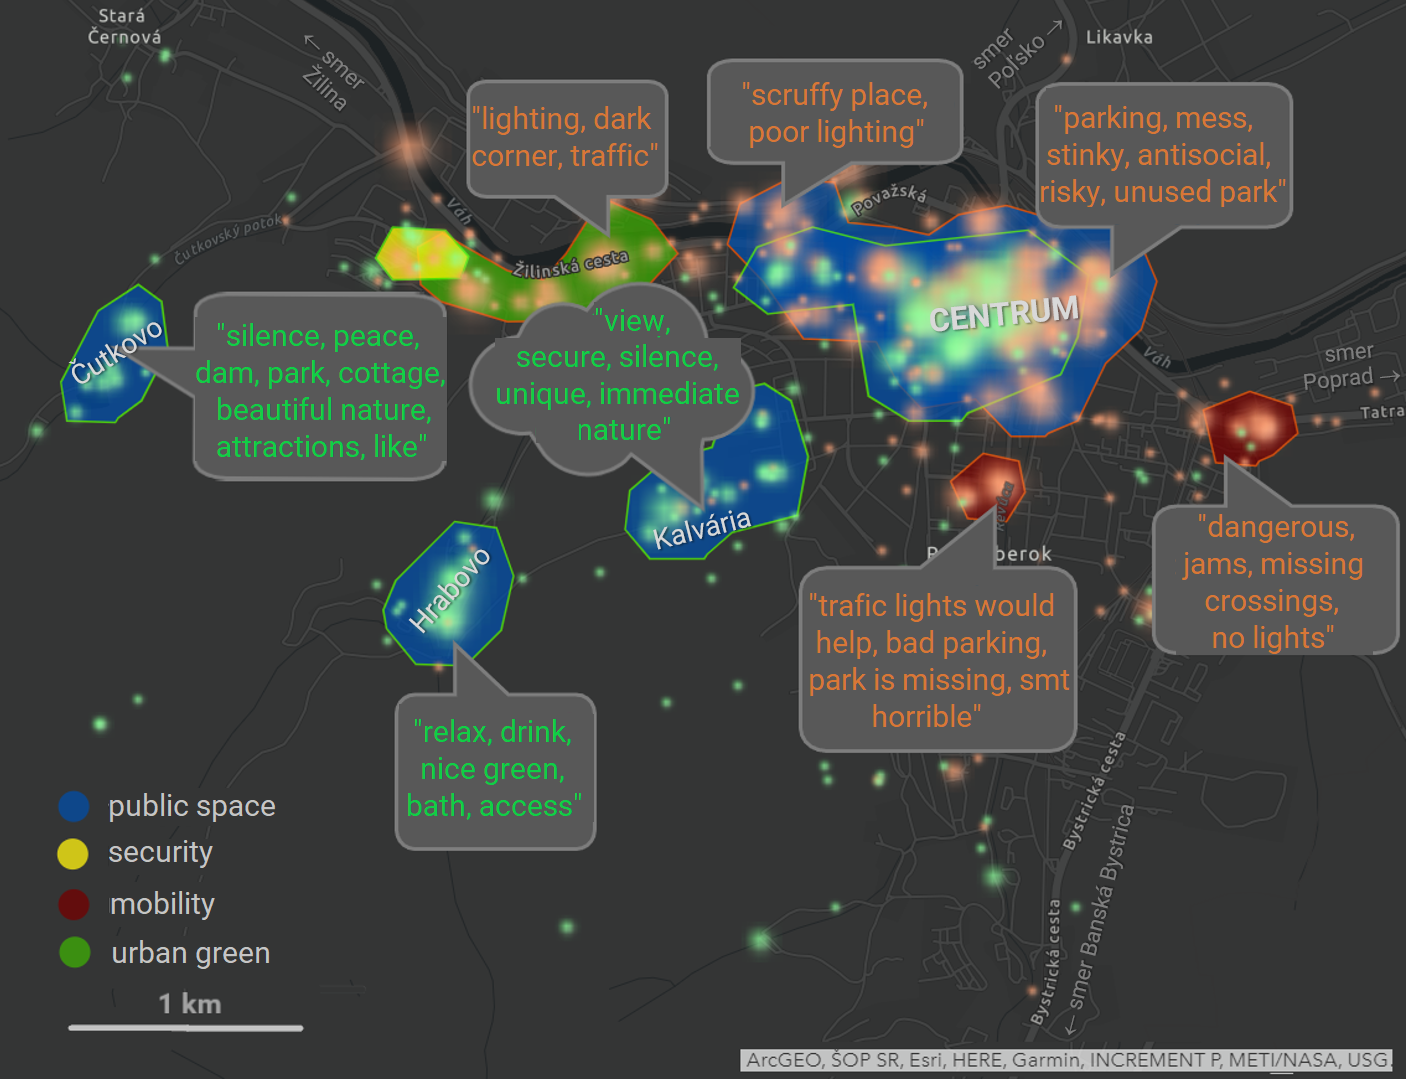 Stará
Černová
← smer
Žilina
smer →
Poľsko
Likavka
"lighting, dark
corner, traffic"
"scruffy place,
poor lighting"
"parking, mess,
stinky, antisocial,
risky, unused park"
Považská
Váh
Čutkovský potok
Žilinská cesta
CENTRUM
Čutkovo
"silence, peace,
dam, park, cottage,
beautiful nature,
attractions, like"
"view,
secure, silence,
unique, immediate
nature"
Váh
smer
Poprad →
Tatra
Kalvária
Revúca
berok
Hrabovo
"dangerous,
jams, missing
crossings,
no lights"
"trafic lights would
help, bad parking,
park is missing, smt
horrible"
"relax, drink,
nice green,
bath, access"
public space
security
mobility
urban green
1 km
Bystrická cesta
Bystrická cesta
← smer Banská Bystrica
ArcGEO, ŠOP SR, Esri, HERE, Garmin, INCREMENT P, METI/NASA, USG